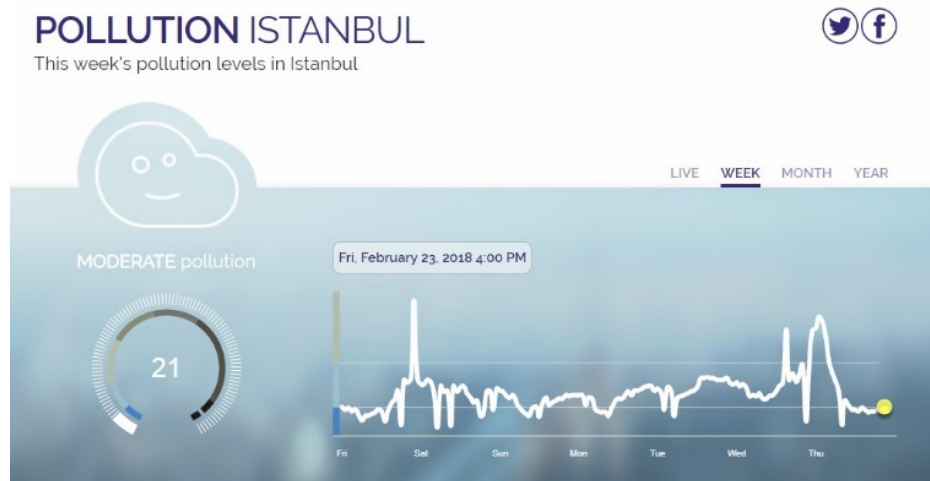 POLLUTION ISTANBUL
This week's pollution levels in Istanbul
LIVE WEEK MONTH YEAR
MODERATE pollution
Fri, February 23, 2018 4:00 PM
21
Fri Sat Sun Mon Tue Wed Thu